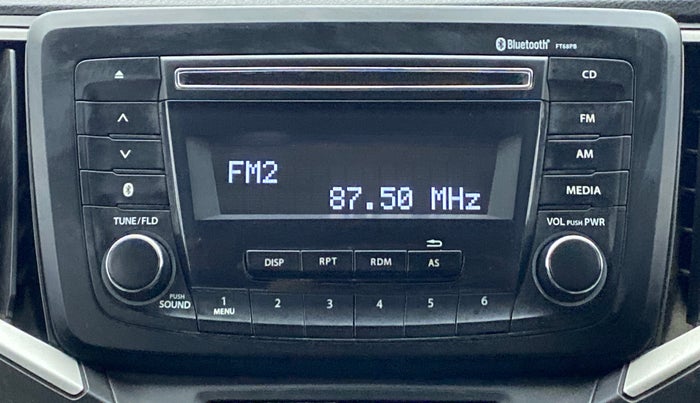 Bluetooth® FT68PB
CD
FM
FM2
AM
87.50 MHz
MEDIA
TUNE/FLD
VOL PUSH PWR
DISP RPT RDM AS
PUSH
SOUND
1 2 3 4 5 6
MENU